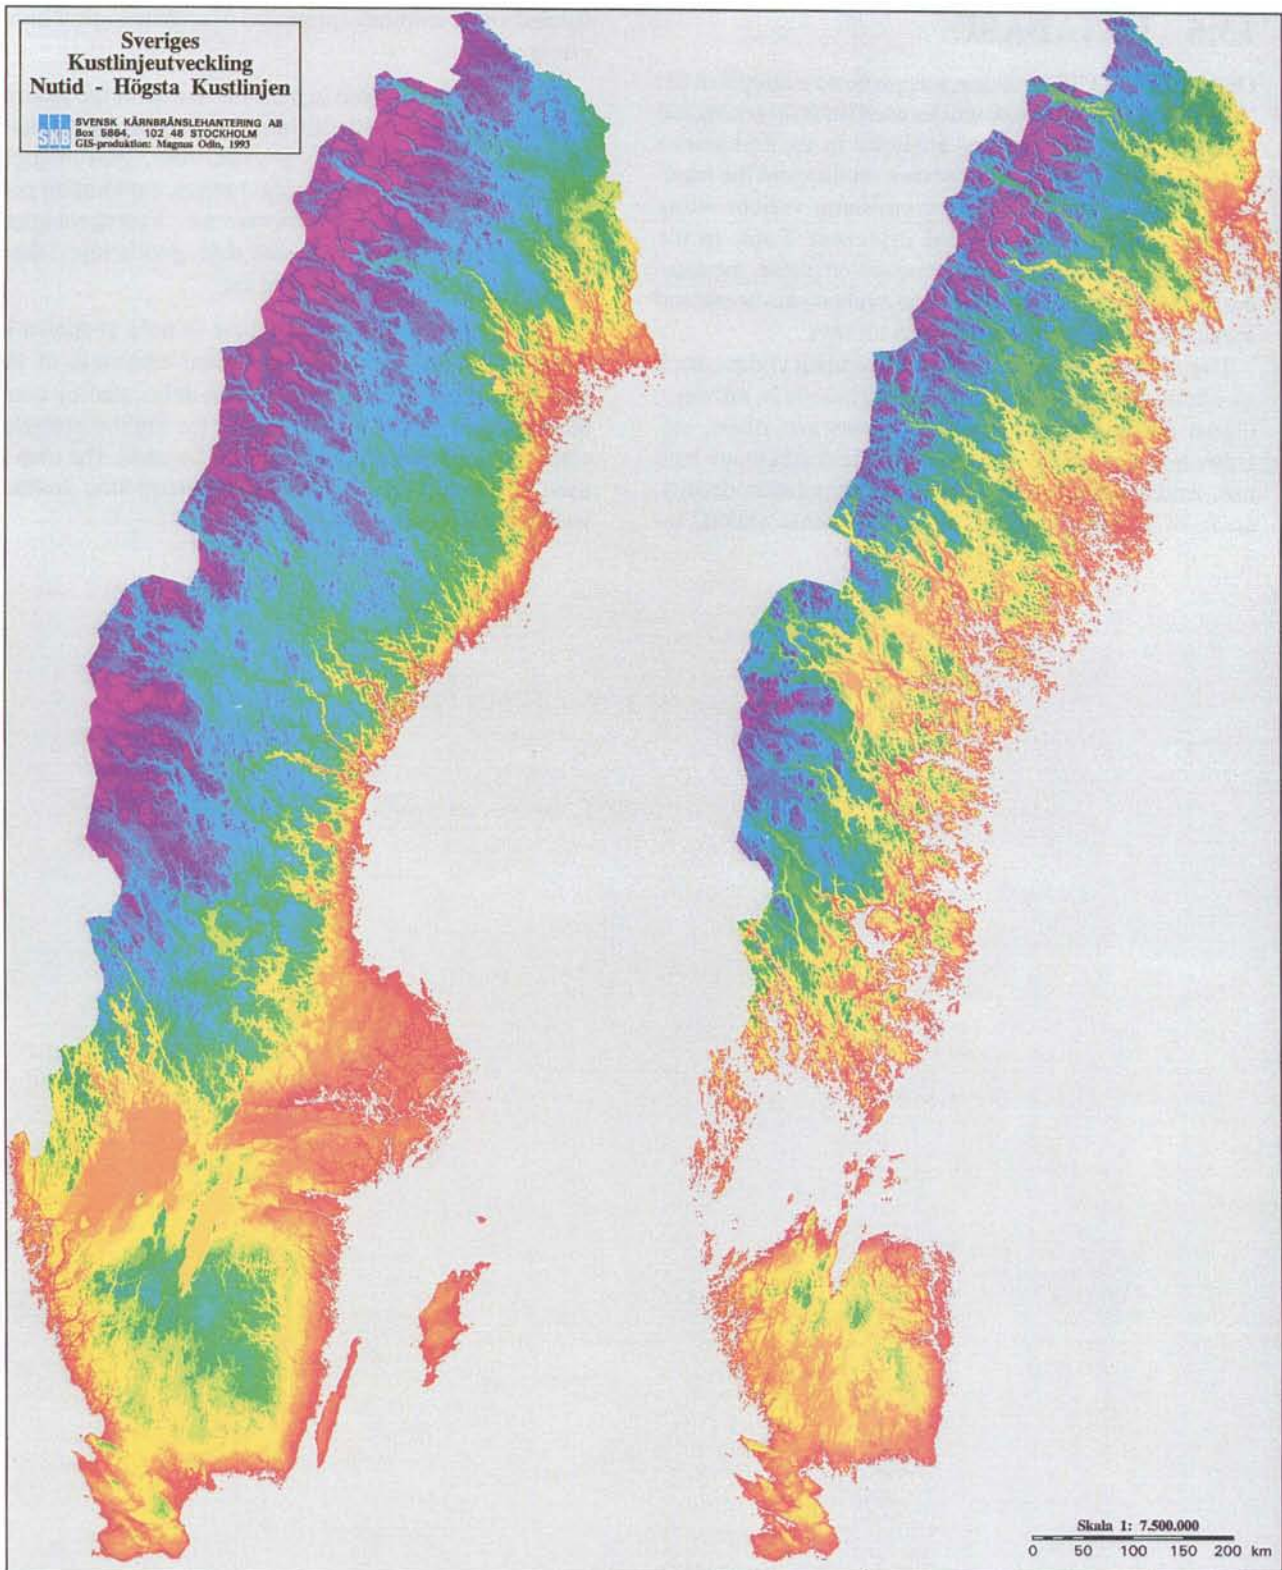 Sveriges
Kustlinjeutveckling
Nutid - Högsta Kustlinjen
SKB
SVENSK KÄRNBRÄNSLEHANTERING AB
Box 5864, 102 48 STOCKHOLM
GIS-produktion: Magnus Odin, 1993
Skala 1: 7.500.000
0 50 100 150 200 km